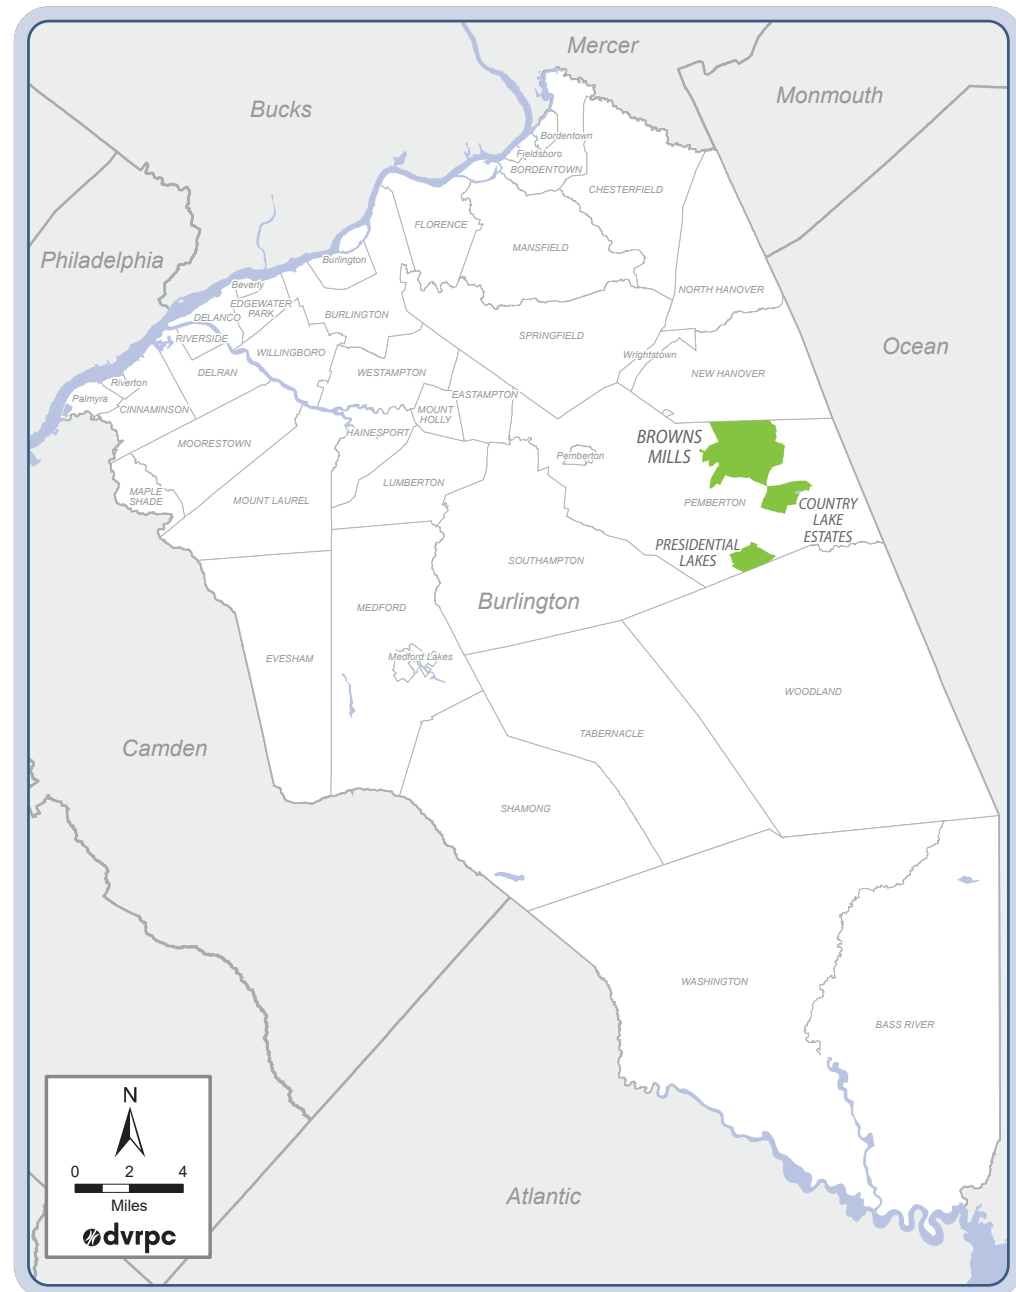 Mercer
Monmouth
Bucks
Bordentown
Fieldsboro
BORDENTOWN
CHESTERFIELD
FLORENCE
MANSFIELD
Philadelphia
Burlington
Beverly
EDGEWATER
PARK
NORTH HANOVER
DELANCO
BURLINGTON
RIVERSIDE
SPRINGFIELD
Ocean
WILLINGBORO
Wrightstown
DELRAN
WESTAMPTON
NEW HANOVER
Riverton
Palmyra
CINNAMINSON
EASTAMPTON
MOUNT
HOLLY
HAINESPORT
MOORESTOWN
BROWNS
MILLS
Pemberton
LUMBERTON
MAPLE
SHADE
MOUNT LAUREL
PEMBERTON
COUNTRY
LAKE
ESTATES
PRESIDENTIAL
LAKES
SOUTHAMPTON
Burlington
MEDFORD
EVESHAM
Medford Lakes
WOODLAND
TABERNACLE
Camden
SHAMONG
WASHINGTON
BASS RIVER
Atlantic
N
0 2 4
Miles
dvrpc